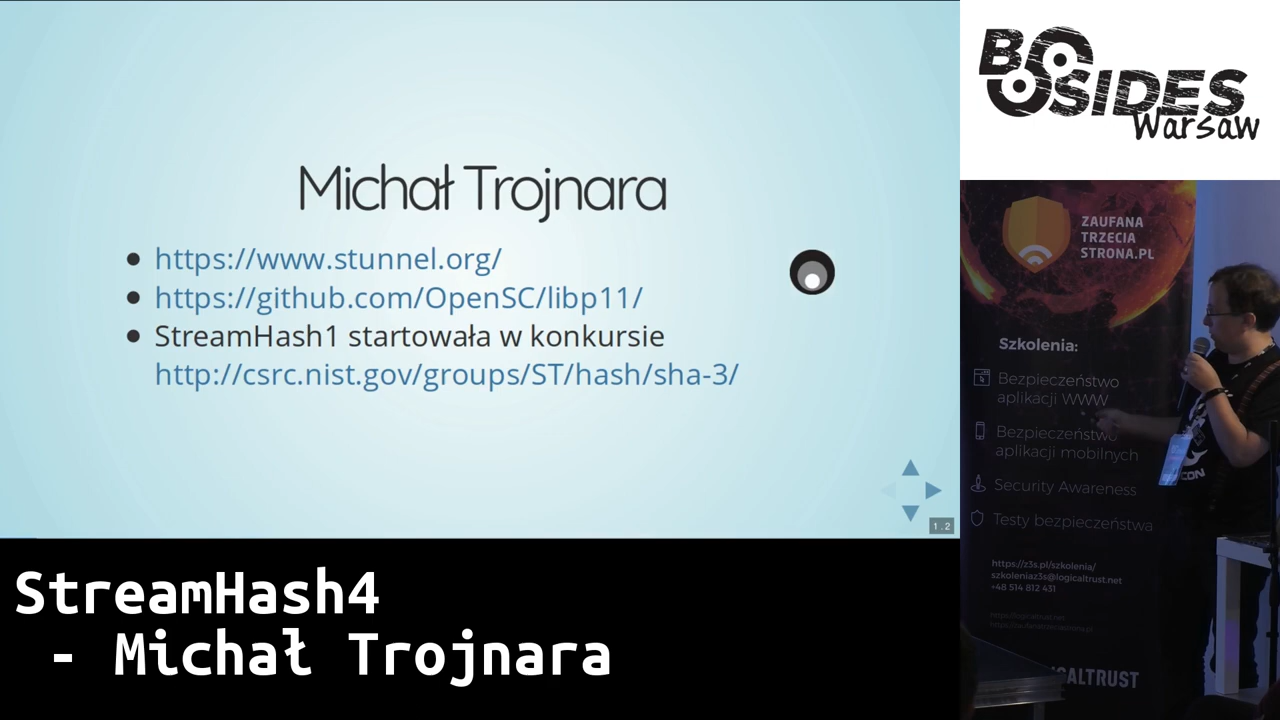 Michał Trojnara
https://www.stunnel.org/
https://github.com/OpenSC/libp11/
StreamHash1 startowała w konkursie
http://csrc.nist.gov/groups/ST/hash/sha-3/
1.2
StreamHash4
- Michał Trojnara
BSIDES
Warsaw
ZAUFANA
TRZECIA
STRONA.PL
Szkolenia:
Bezpieczeństwo
aplikacji WWW
Bezpieczeństwo
aplikacji mobilnych
Security Awareness
Testy bezpieczeństwa
https://z3s.pl/szkolenia/
szkoleniaz3s@logicaltrust.net
+48 514 812 431